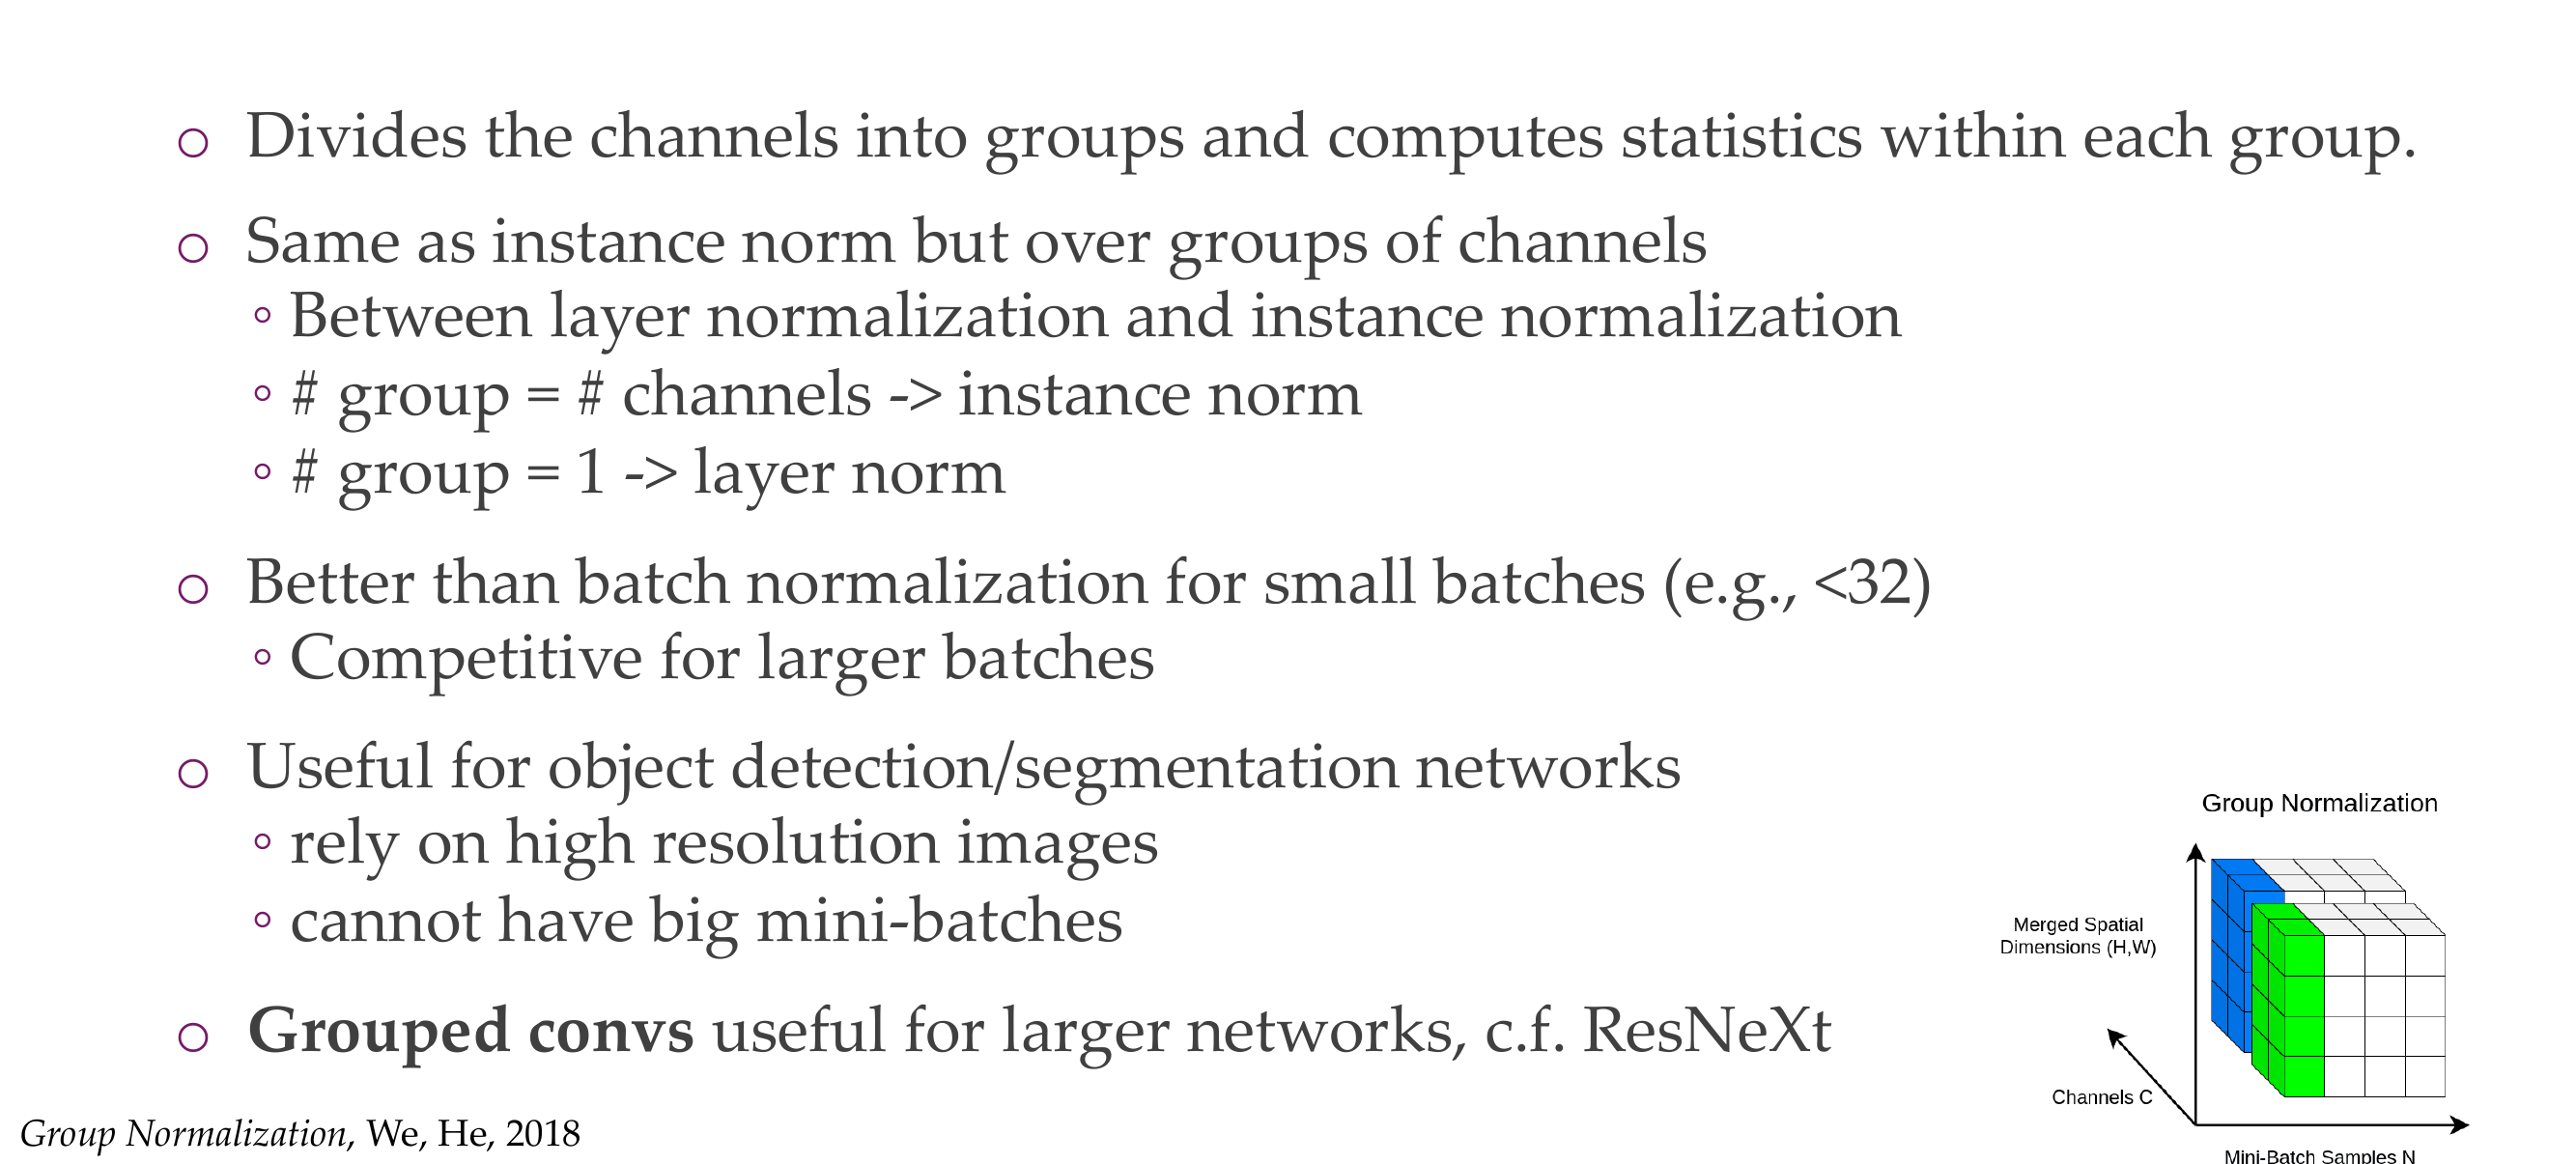 Divides the channels into groups and computes statistics within each group.
Same as instance norm but over groups of channels
Between layer normalization and instance normalization
# group = # channels -> instance norm
# group = 1 -> layer norm
Better than batch normalization for small batches (e.g., <32)
Competitive for larger batches
Useful for object detection/segmentation networks
rely on high resolution images
cannot have big mini-batches
Grouped convs useful for larger networks, c.f. ResNeXt
Group Normalization, We, He, 2018
Group Normalization
Merged Spatial
Dimensions (H,W)
Channels C
Mini-Batch Samples N